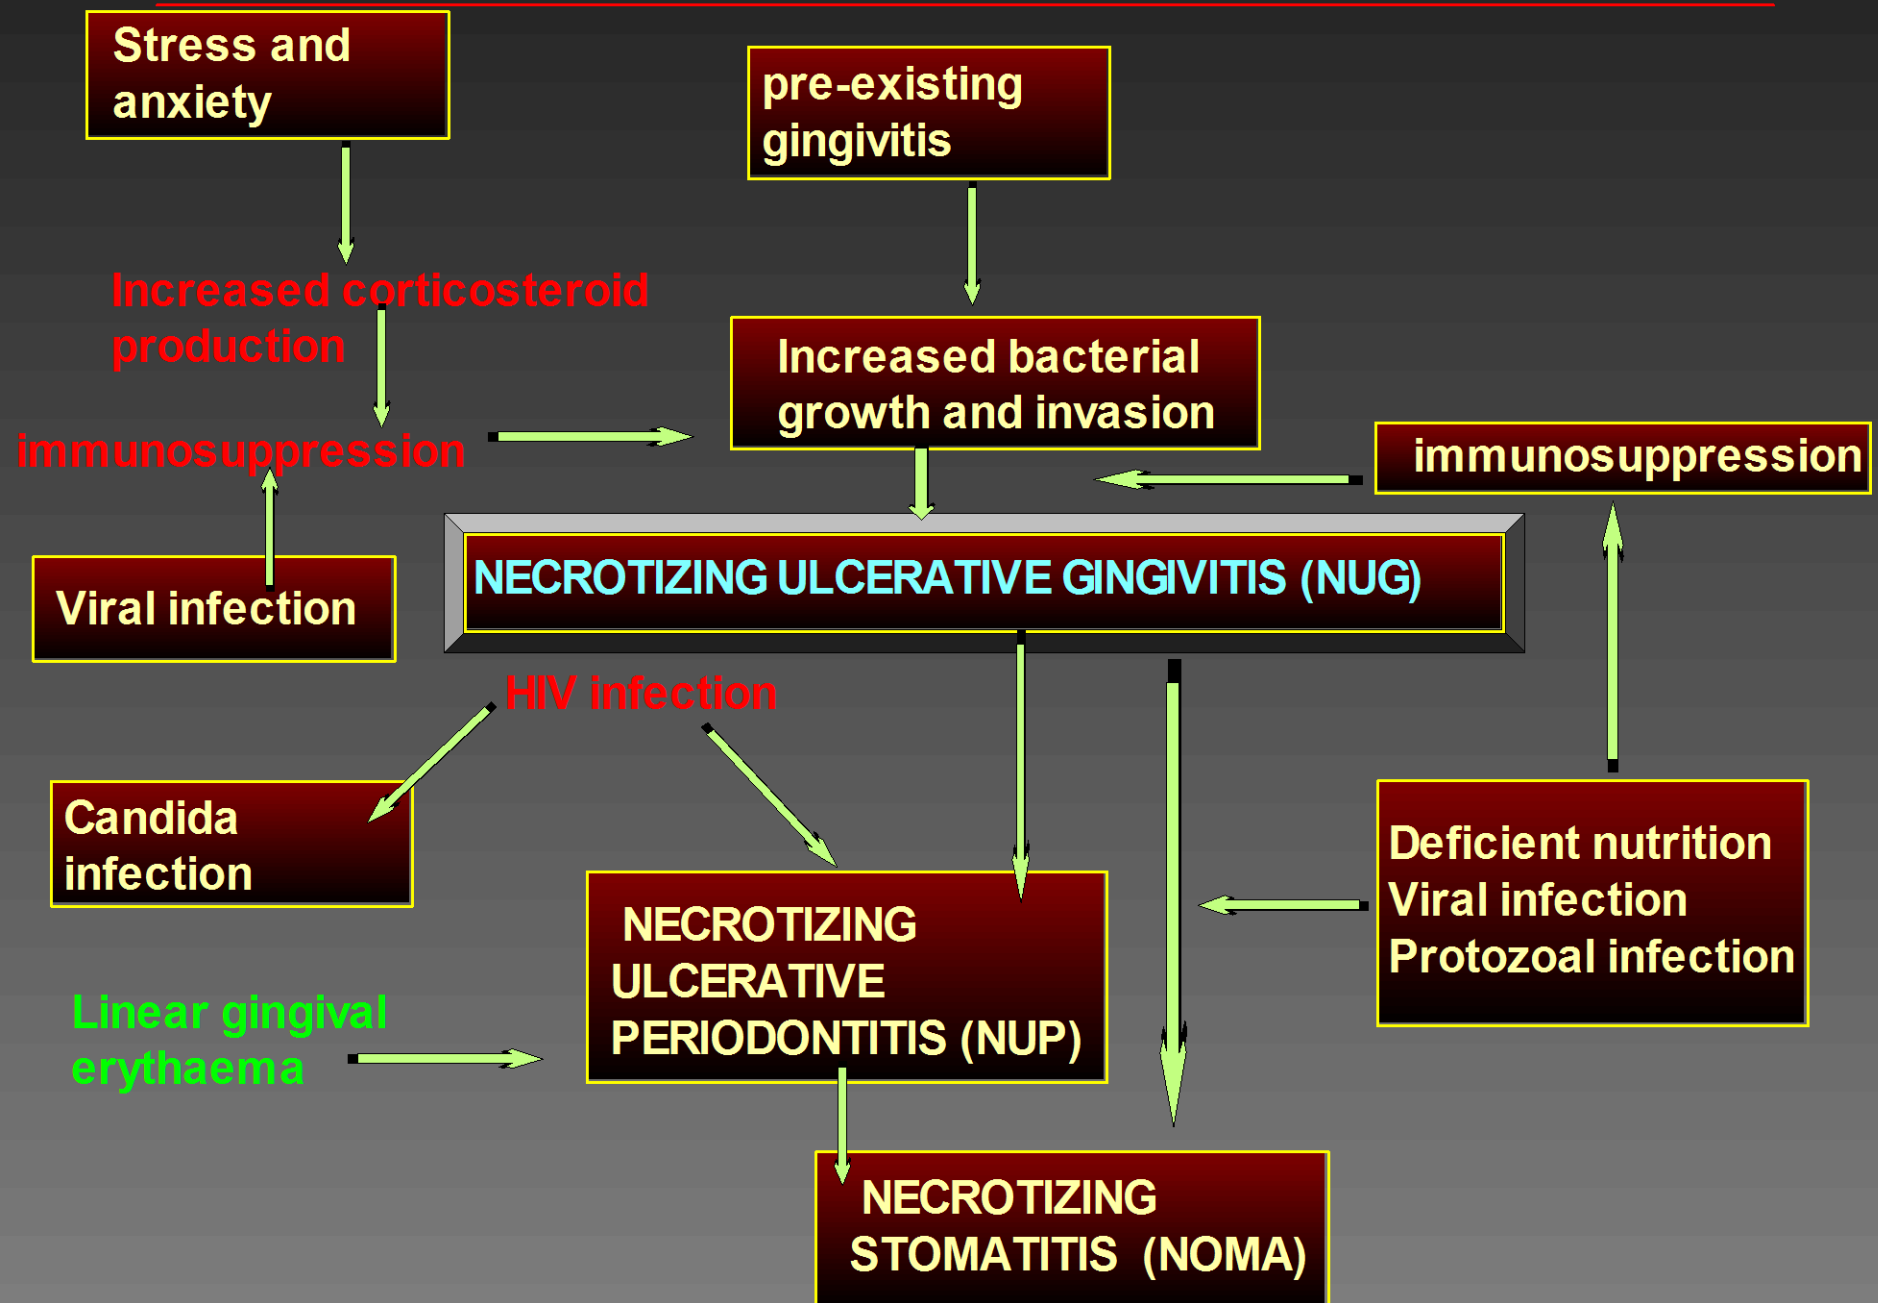 Stress and
anxiety
pre-existing
gingivitis
Increased corticosteroid
production
Increased bacterial
growth and invasion
immunosuppression
immunosuppression
NECROTIZING ULCERATIVE GINGIVITIS (NUG)
Viral infection
HIV infection
Candida
infection
Deficient nutrition
Viral infection
Protozoal infection
NECROTIZING
ULCERATIVE
PERIODONTITIS (NUP)
Linear gingival
erythaema
NECROTIZING
STOMATITIS (NOMA)